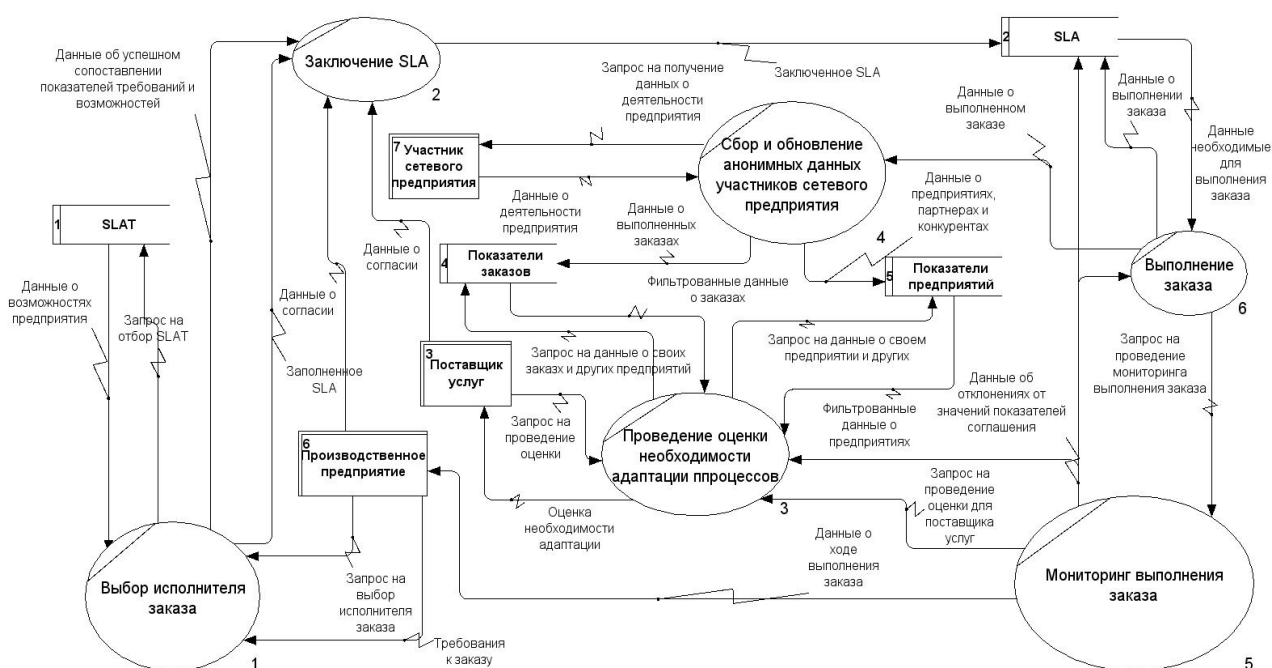 Данные об успешном
сопоставлении
показателей требований и
возможностей
Заключение SLA
2
Запрос на получение
данных о
деятельности
предприятия
Заключенное SLA
2
SLA
Данные о
выполненном
заказе
Данные о
выполнении
заказа
Данные
необходимые
для
выполнения
заказа
7
Участник
сетевого
предприятия
Сбор и обновление
анонимных данных
участников сетевого
предприятия
4
Данные о
деятельности
предприятия
Данные о
выполненных
заказах
Данные о
предприятиях,
партнерах и
конкурентах
1
SLAT
Данные о
возможностях
предприятия
Запрос на
отбор SLAT
Данные о
согласии
Данные о
согласии
Заполненное
SLA
4
Показатели
заказов
Фильтрованные данные
о заказах
5
Показатели
предприятий
Выполнение
заказа
6
3
Поставщик
услуг
Запрос на данные о своих
заказх и других предприятий
Запрос на данные о своем
предприятии и других
Запрос на
проведение
мониторинга
выполнения заказа
Запрос на
проведение
оценки
Проведение оценки
необходимости
адаптации ппроцессов
3
Фильтрованные
данные о
предприятиях
Данные об
отклонениях от
значений показателей
соглашения
6
Производственное
предприятие
Оценка
необходимости
адаптации
Запрос на
проведение
оценки для
поставщика
услуг
Данные о
ходе
выполнения
заказа
Выбор исполнителя
заказа
1
Запрос на
выбор
исполнителя
заказа
Требования
к заказу
Мониторинг выполнения
заказа
5